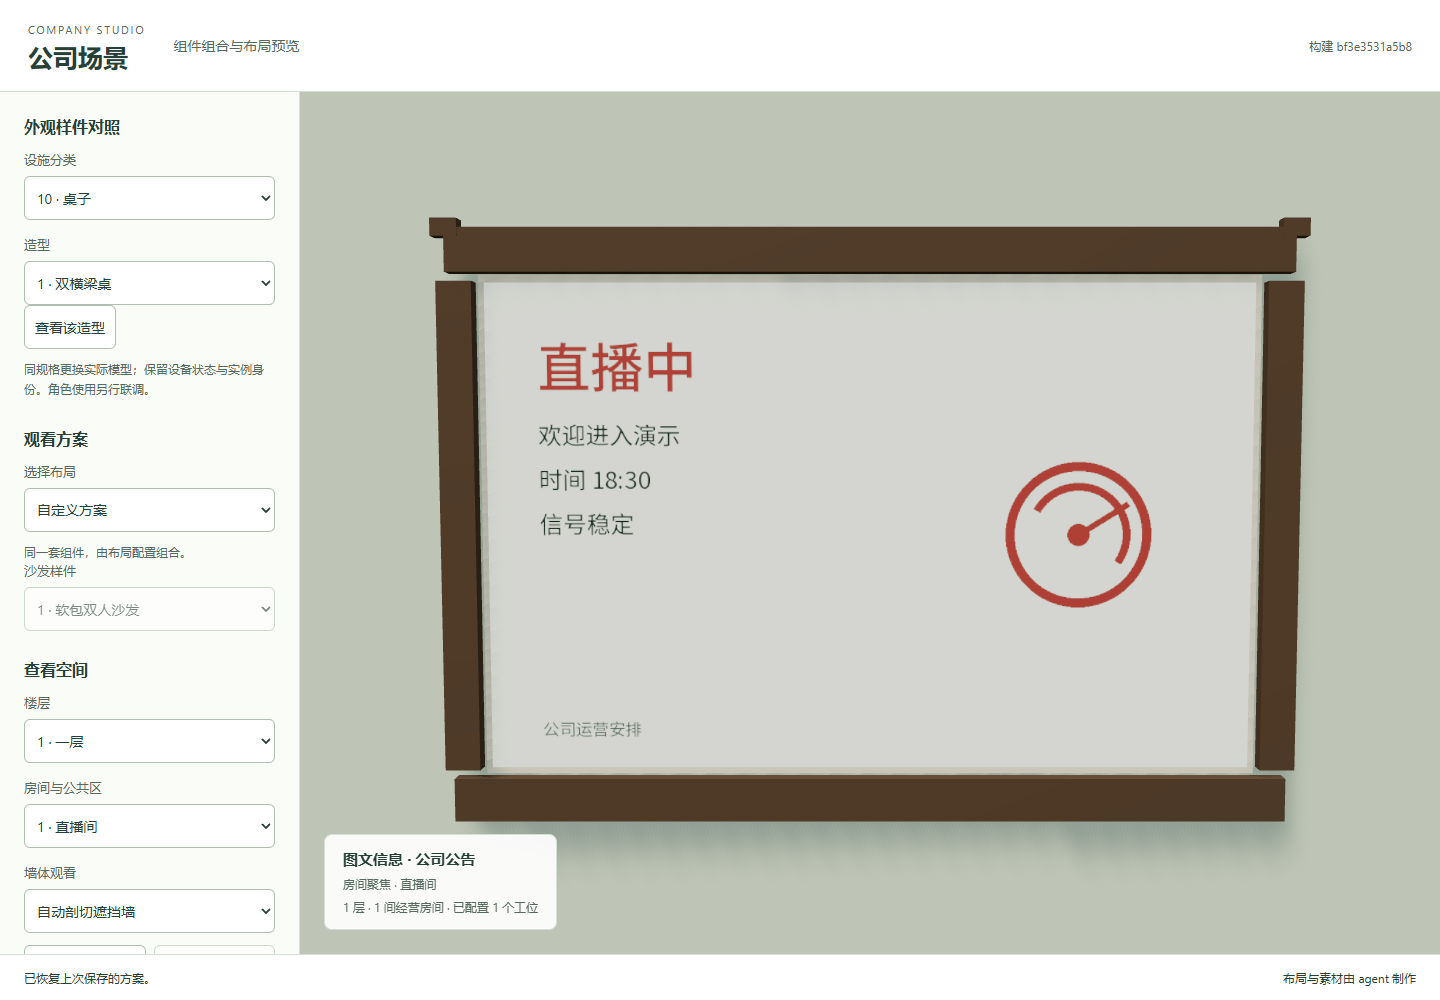 COMPANY STUDIO
公司场景
组件组合与布局预览
构建 bf3e3531a5b8
外观样件对照
设施分类
10 · 桌子
造型
1 · 双横梁桌
查看该造型
同规格更换实际模型；保留设备状态与实例身
份。角色使用另行联调。
观看方案
选择布局
自定义方案
同一套组件，由布局配置组合。
沙发样件
1 · 软包双人沙发
查看空间
楼层
1 · 一层
房间与公共区
1 · 直播间
墙体观看
自动剖切遮挡墙
直播中
欢迎进入演示
时间 18:30
信号稳定
公司运营安排
图文信息 · 公司公告
房间聚焦 · 直播间
1 层 · 1 间经营房间 · 已配置 1 个工位
已恢复上次保存的方案。
布局与素材由 agent 制作